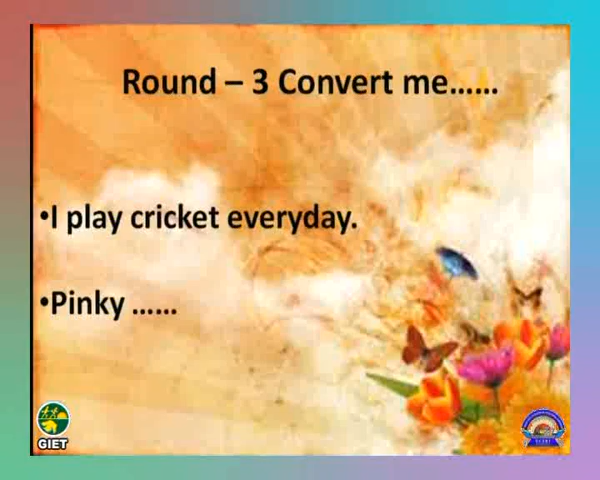 Round – 3 Convert me......
•I play cricket everyday.
•Pinky ......
GIET